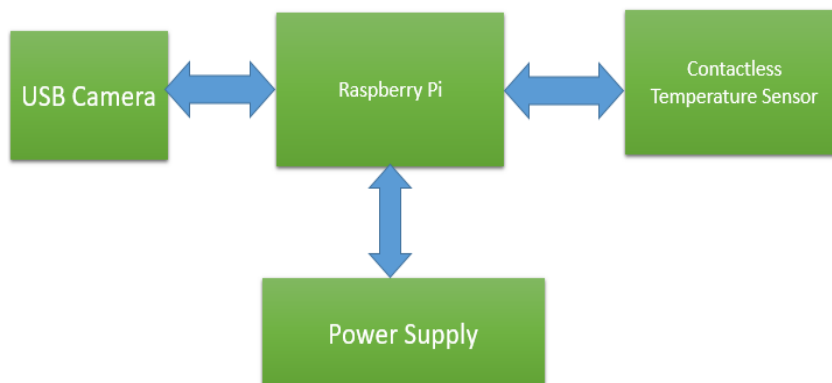 USB Camera
Raspberry Pi
Contactless
Temperature Sensor
Power Supply